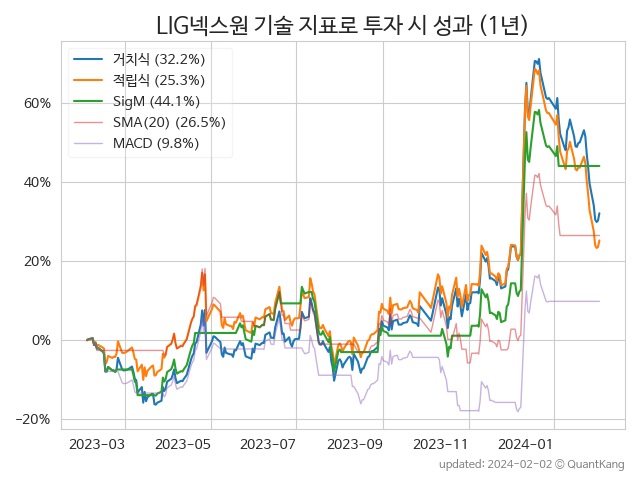 LIG넥스원 기술 지표로 투자 시 성과 (1년)
거치식 (32.2%)
적립식 (25.3%)
SigM (44.1%)
SMA(20) (26.5%)
MACD (9.8%)
60%
40%
20%
0%
−20%
2023-03 2023-05 2023-07 2023-09 2023-11 2024-01
updated: 2024-02-02 © QuantKang